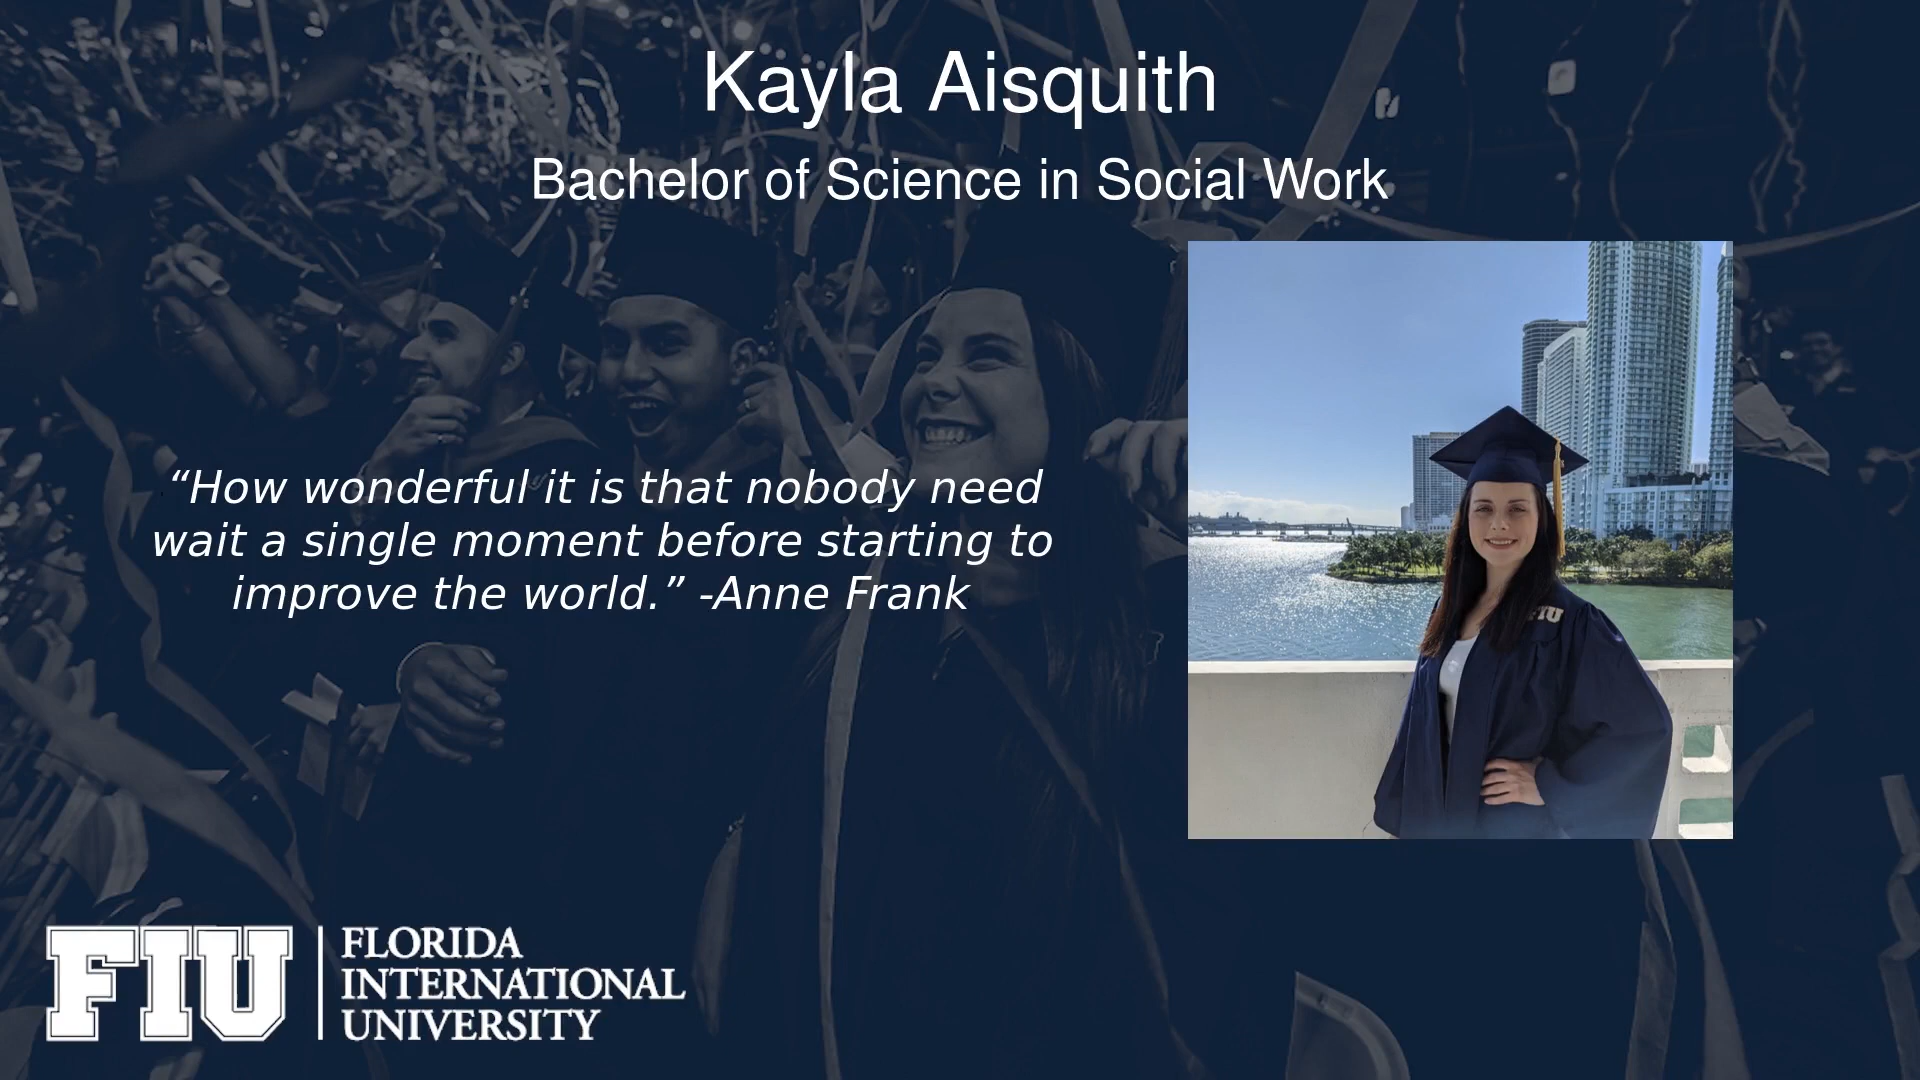 Kayla Aisquith
Bachelor of Science in Social Work
“How wonderful it is that nobody need
wait a single moment before starting to
improve the world.” -Anne Frank
FIU
FIU
FLORIDA
INTERNATIONAL
UNIVERSITY